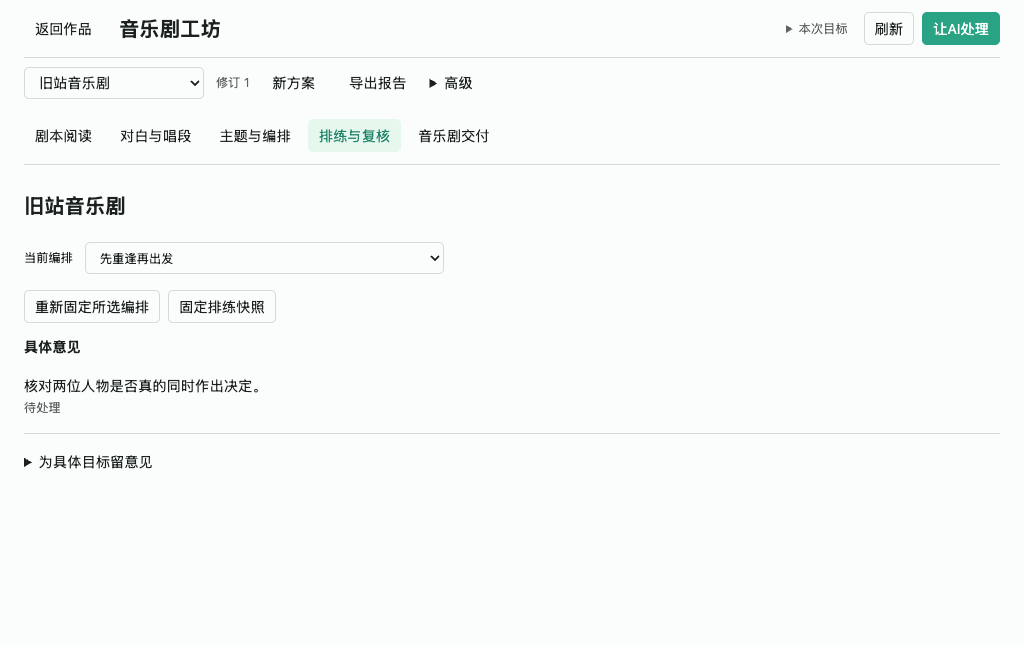 返回作品 音乐剧工坊 本次目标 刷新 让AI处理
旧站音乐剧 修订 1 新方案 导出报告 高级
剧本阅读 对白与唱段 主题与编排 排练与复核 音乐剧交付
旧站音乐剧
当前编排 先重逢再出发
重新固定所选编排 固定排练快照
具体意见
核对两位人物是否真的同时作出决定。
待处理
为具体目标留意见